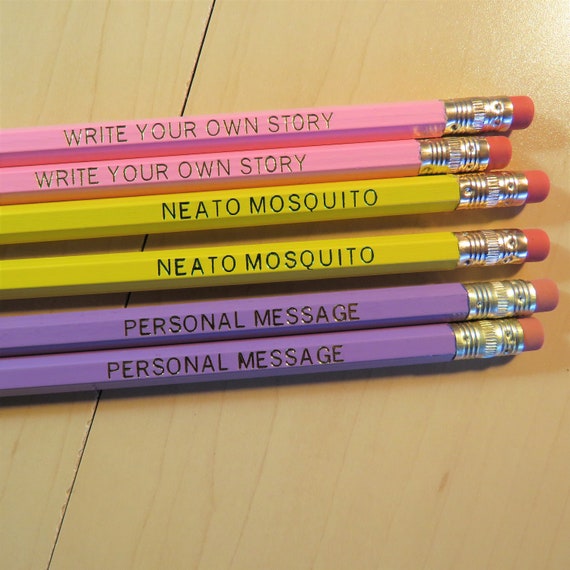 WRITE YOUR OWN STORY
WRITE YOUR OWN STORY
NEATO MOSQUITO
NEATO MOSQUITO
PERSONAL MESSAGE
PERSONAL MESSAGE